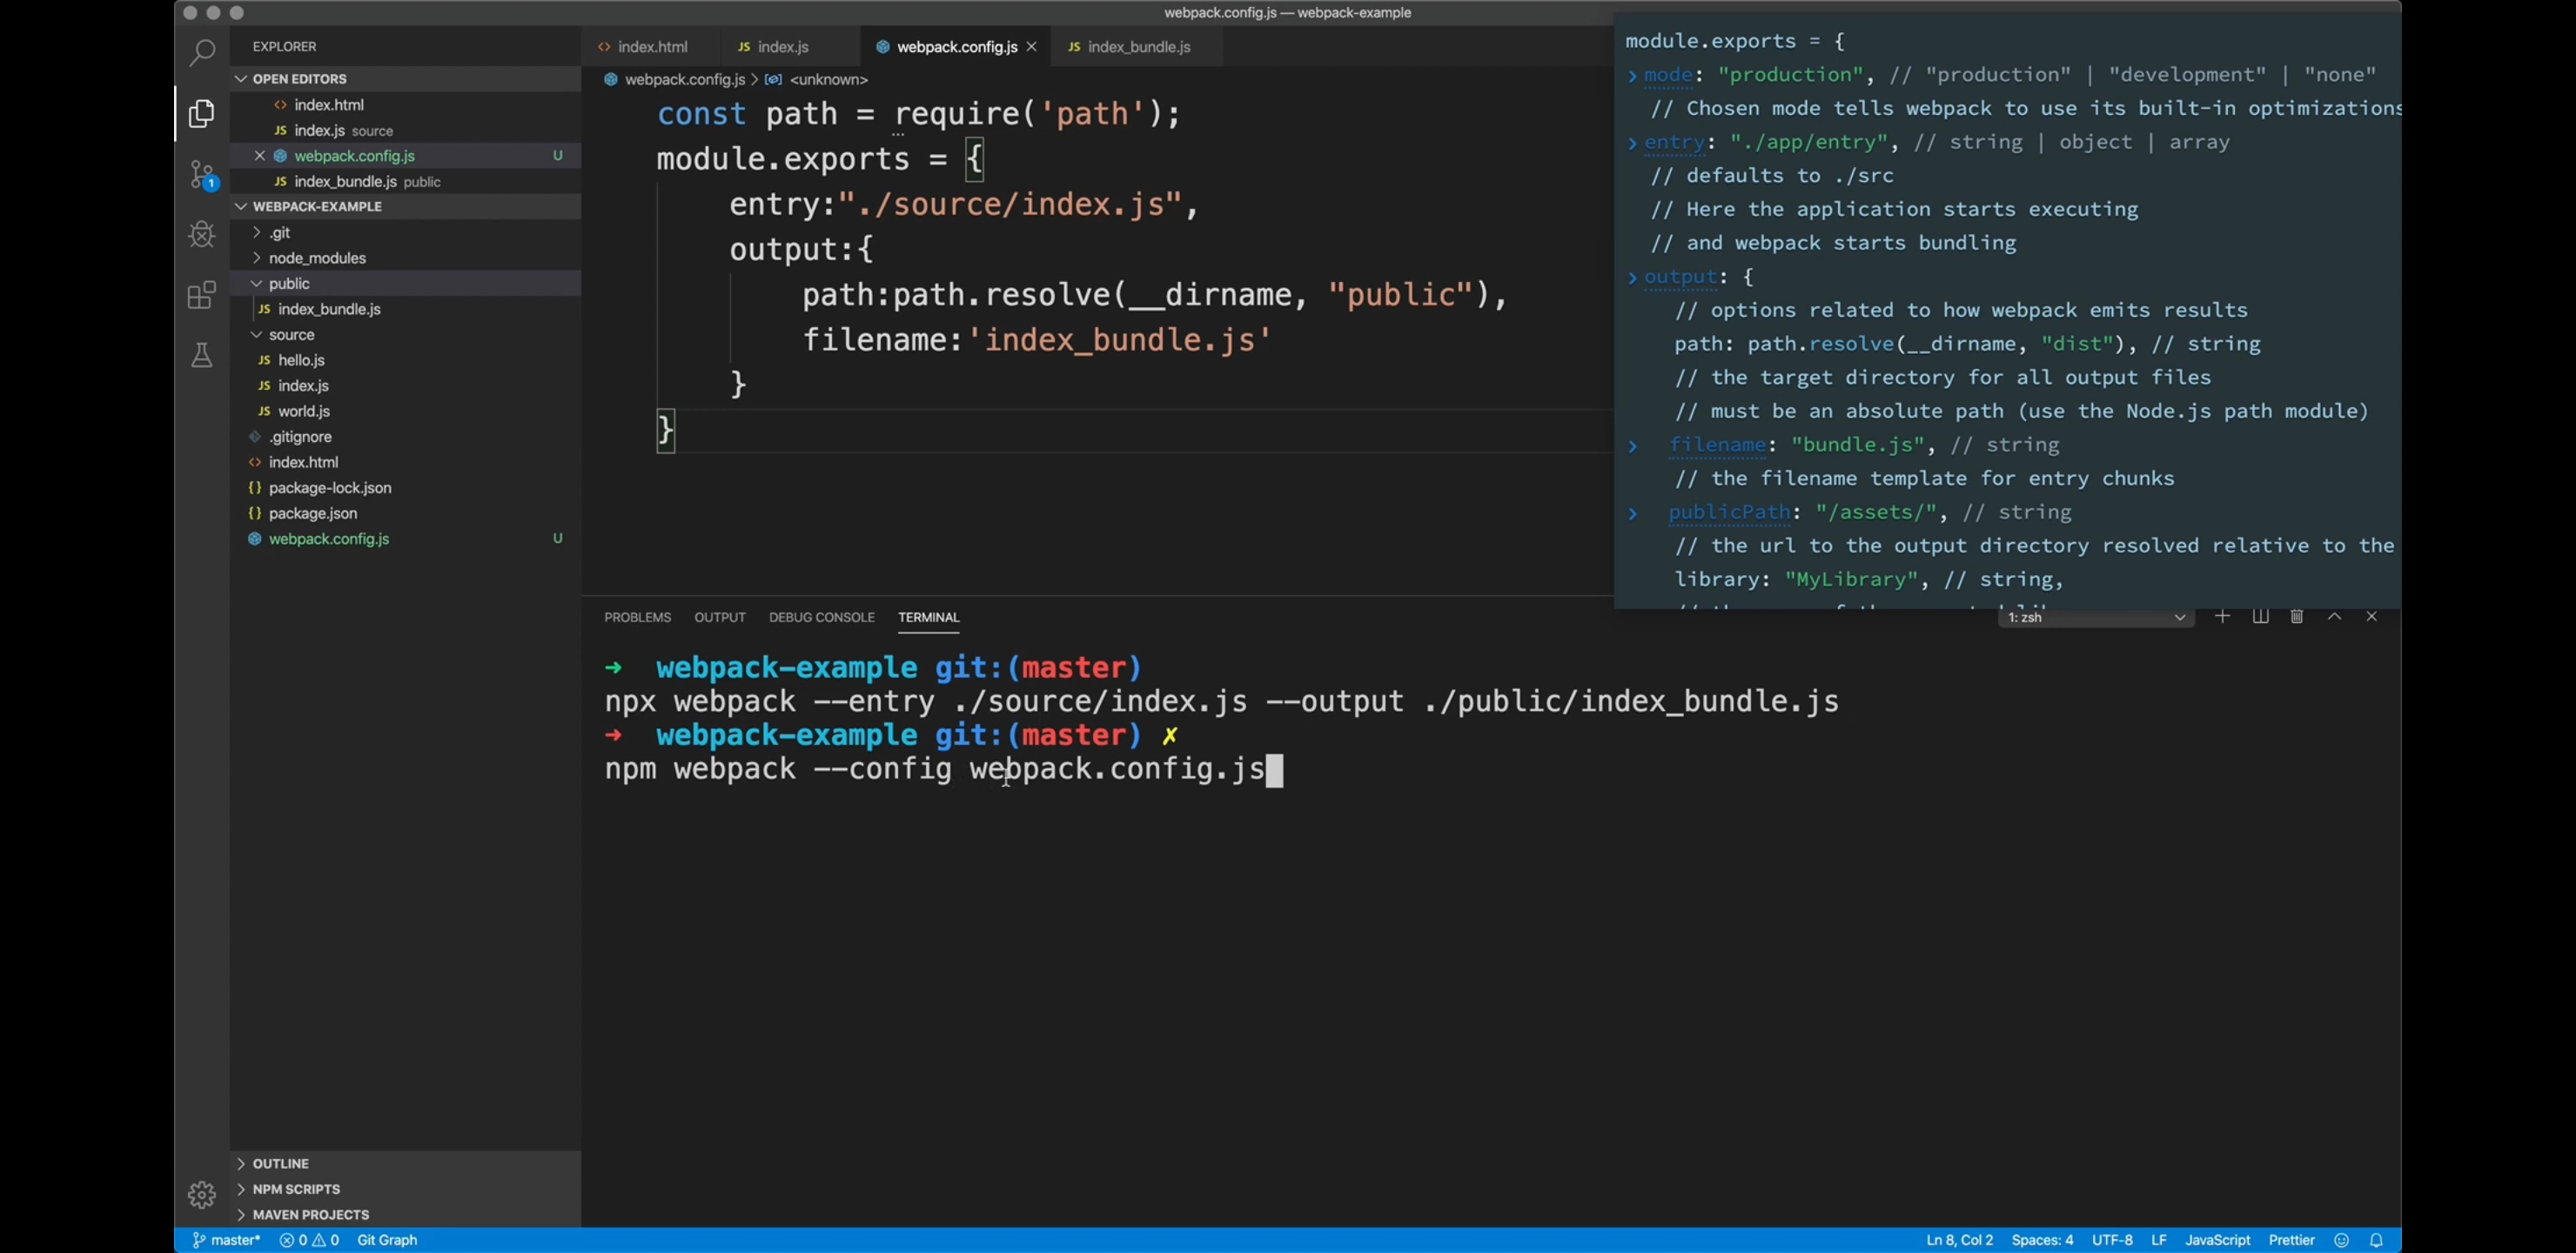 webpack.config.js — webpack-example
EXPLORER
OPEN EDITORS
index.html
JS index.js source
webpack.config.js U
JS index_bundle.js public
WEBPACK-EXAMPLE
.git
node_modules
public
JS index_bundle.js
source
JS hello.js
JS index.js
JS world.js
.gitignore
index.html
package-lock.json
package.json
webpack.config.js U
OUTLINE
NPM SCRIPTS
MAVEN PROJECTS
1
index.html JS index.js webpack.config.js JS index_bundle.js
webpack.config.js > <unknown>
const path = require('path');
module.exports = {
entry:"./source/index.js",
output:{
path:path.resolve(__dirname, "public"),
filename:'index_bundle.js'
}
}
module.exports = {
mode: "production", // "production" | "development" | "none"
// Chosen mode tells webpack to use its built-in optimizations
entry: "./app/entry", // string | object | array
// defaults to ./src
// Here the application starts executing
// and webpack starts bundling
output: {
// options related to how webpack emits results
path: path.resolve(__dirname, "dist"), // string
// the target directory for all output files
// must be an absolute path (use the Node.js path module)
filename: "bundle.js", // string
// the filename template for entry chunks
publicPath: "/assets/", // string
// the url to the output directory resolved relative to the
library: "MyLibrary", // string,
PROBLEMS OUTPUT DEBUG CONSOLE TERMINAL 1: zsh
➜ webpack-example git:(master)
npx webpack --entry ./source/index.js --output ./public/index_bundle.js
➜ webpack-example git:(master) ✗
npm webpack --config webpack.config.js
master* 0 0 Git Graph Ln 8, Col 2 Spaces: 4 UTF-8 LF JavaScript Prettier